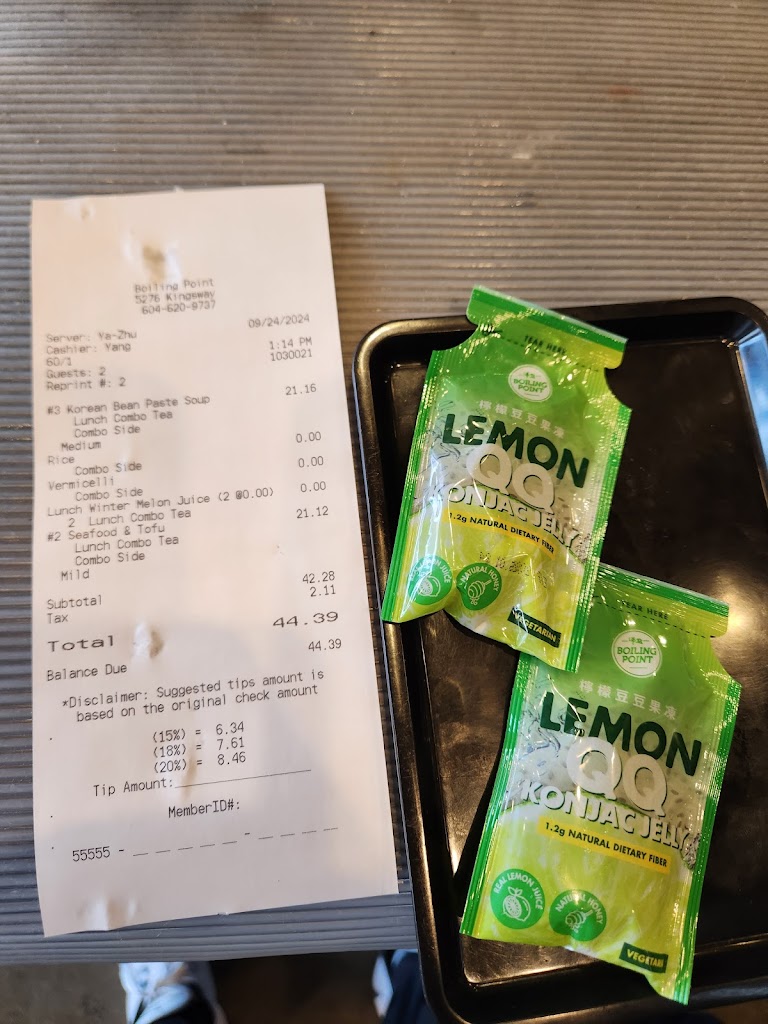 Boiling Point
5276 Kingsway
604-620-9737
Server: Ya-Zhu 09/24/2024
Cashier: Yang
60/1 1:14 PM
Guests: 2 1030021
Reprint #: 2
#3 Korean Bean Paste Soup 21.16
Lunch Combo Tea
Combo Side
Medium
Rice 0.00
Combo Side
Vermicelli 0.00
Combo Side
Lunch Winter Melon Juice (2 @0.00) 0.00
2 Lunch Combo Tea
#2 Seafood & Tofu 21.12
Lunch Combo Tea
Combo Side
Mild
Subtotal 42.28
Tax 2.11
Total 44.39
Balance Due 44.39
*Disclaimer: Suggested tips amount is
based on the original check amount
(15%) = 6.34
(18%) = 7.61
(20%) = 8.46
Tip Amount:
MemberID#:
55555 - _ _ _ _ _ - _ _ _ _
TEAR HERE
BOILING
POINT
檸檬豆豆果凍
LEMON
QQ
KONJAC JELLY
1.2g NATURAL DIETARY FIBER
NATURAL HONEY
VEGETARIAN
TEAR HERE
BOILING
POINT
檸檬豆豆果凍
LEMON
QQ
KONJAC JELLY
1.2g NATURAL DIETARY FIBER
REAL LEMON JUICE
NATURAL HONEY